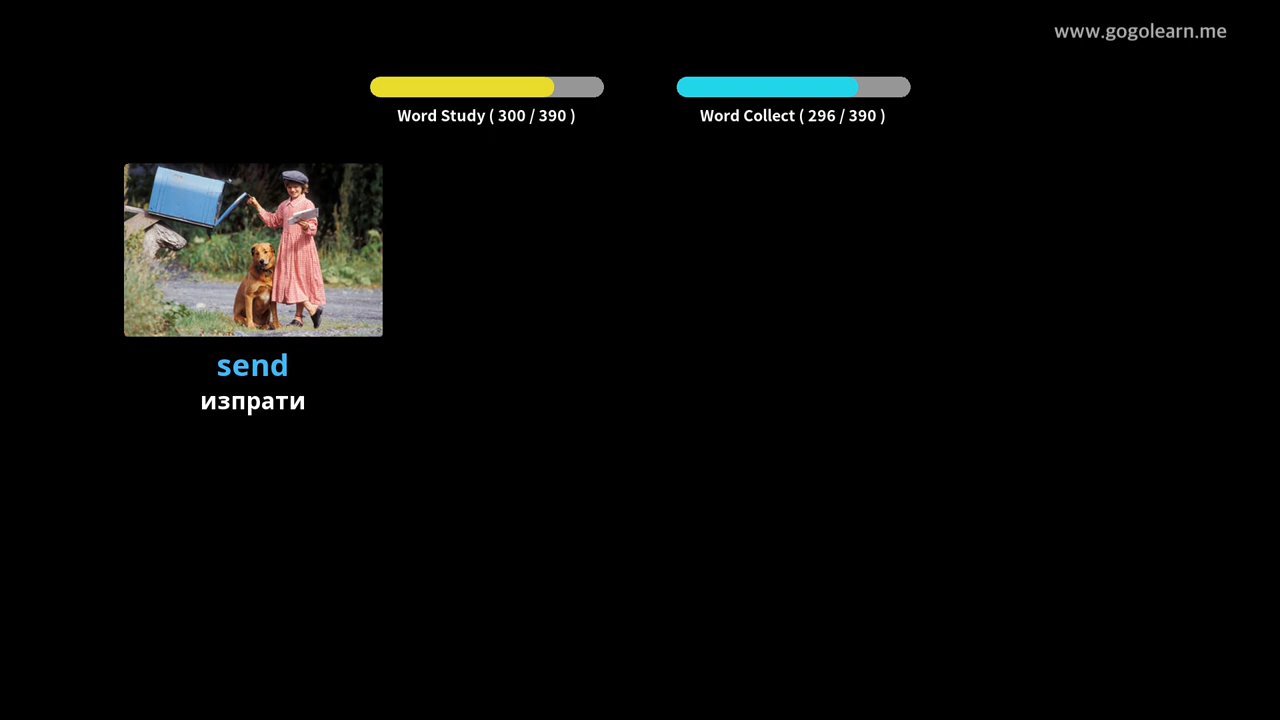 www.gogolearn.me
Word Study ( 300 / 390 )
Word Collect ( 296 / 390 )
send
изпрати